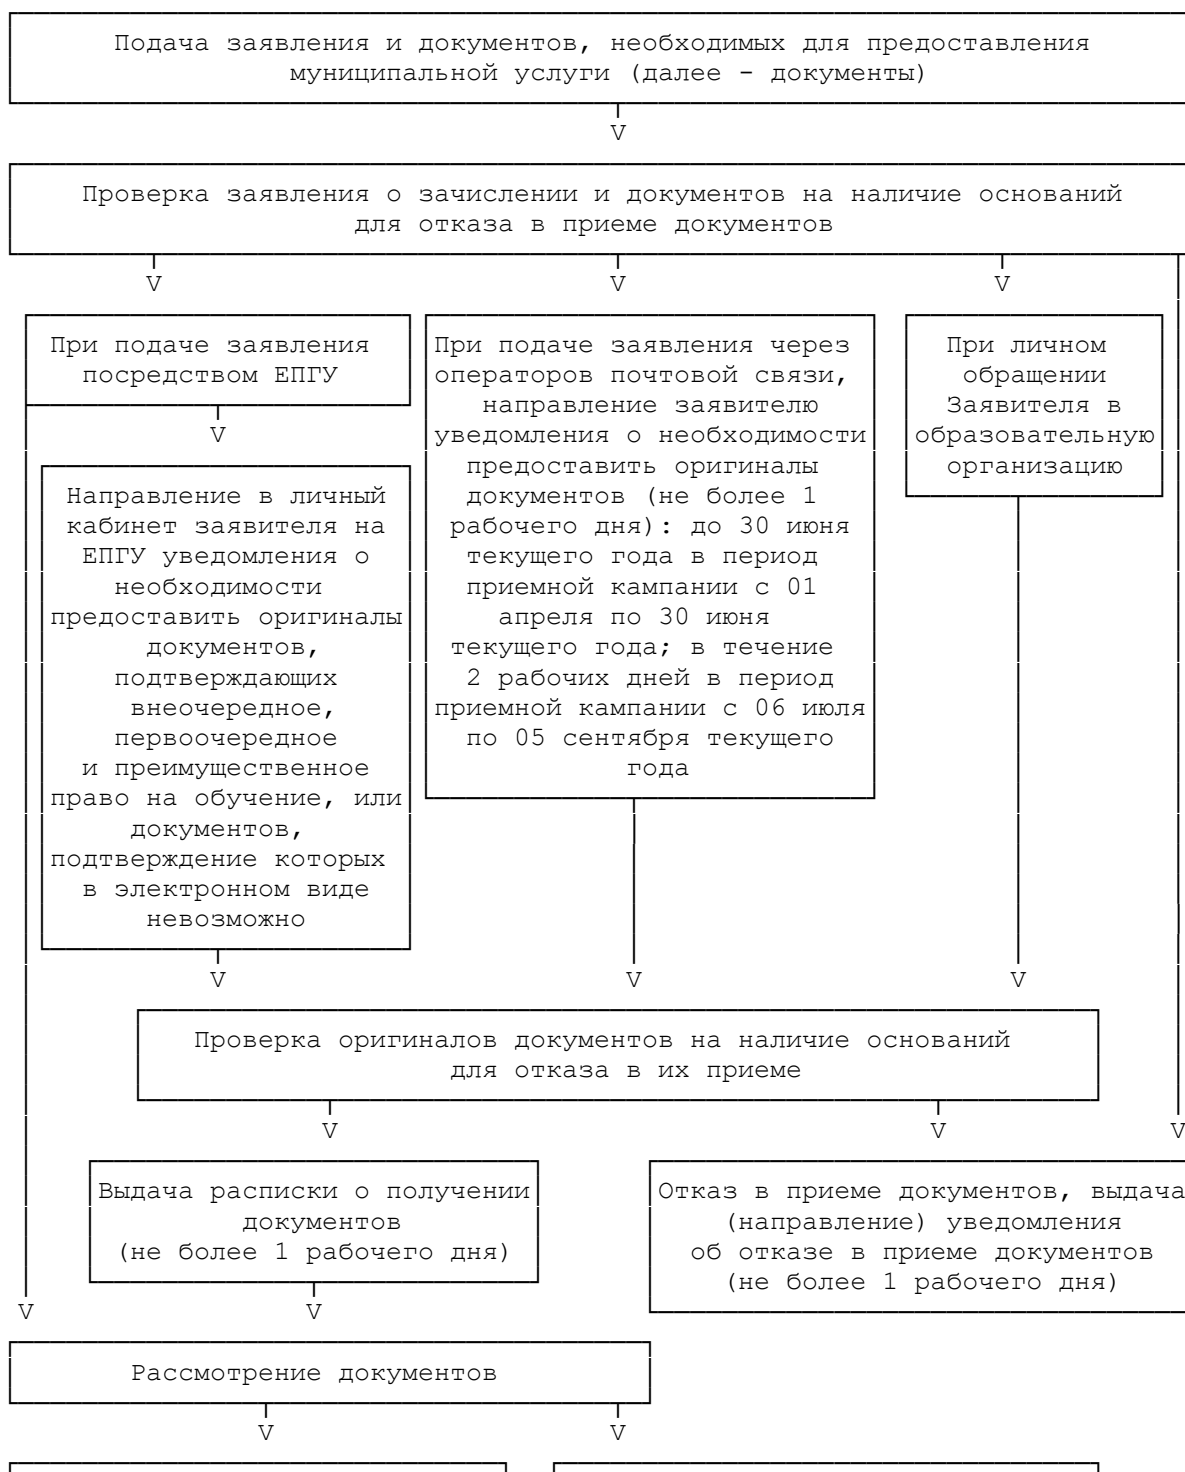 Подача заявления и документов, необходимых для предоставления
муниципальной услуги (далее - документы)
V
Проверка заявления о зачислении и документов на наличие оснований
для отказа в приеме документов
V V V
При подаче заявления
посредством ЕПГУ
V
Направление в личный
кабинет заявителя на
ЕПГУ уведомления о
необходимости
предоставить оригиналы
документов,
подтверждающих
внеочередное,
первоочередное
и преимущественное
право на обучение, или
документов,
подтверждение которых
в электронном виде
невозможно
При подаче заявления через
операторов почтовой связи,
направление заявителю
уведомления о необходимости
предоставить оригиналы
документов (не более 1
рабочего дня): до 30 июня
текущего года в период
приемной кампании с 01
апреля по 30 июня
текущего года; в течение
2 рабочих дней в период
приемной кампании с 06 июля
по 05 сентября текущего
года
При личном
обращении
Заявителя в
образовательную
организацию
V V V
Проверка оригиналов документов на наличие оснований
для отказа в их приеме
V V V
Выдача расписки о получении
документов
(не более 1 рабочего дня)
Отказ в приеме документов, выдача
(направление) уведомления
об отказе в приеме документов
(не более 1 рабочего дня)
V V
Рассмотрение документов
V V